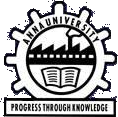 ANNA UNIVERSITY
PROGRESS THROUGH KNOWLEDGE